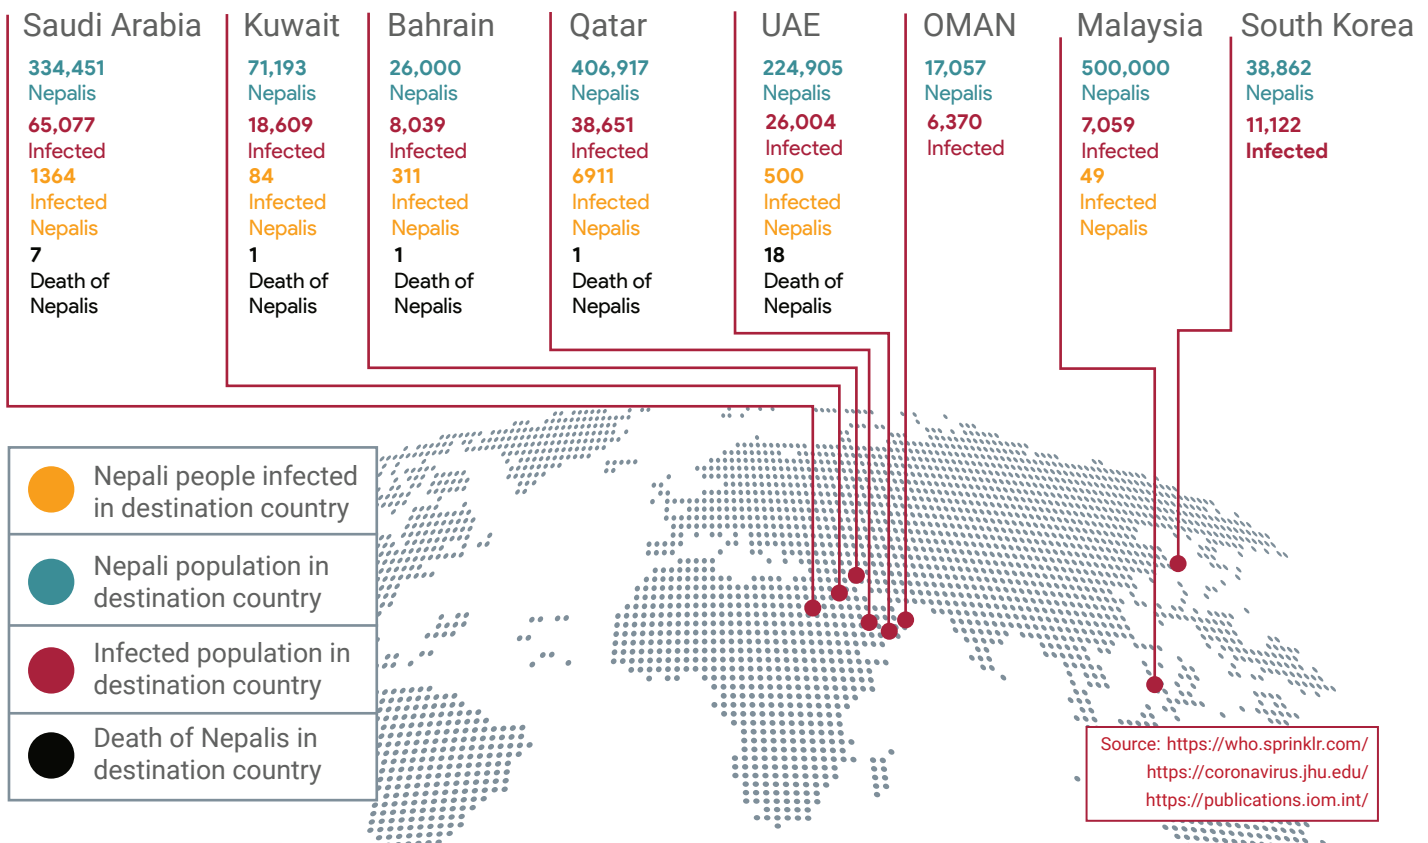 Saudi Arabia
334,451
Nepalis
65,077
Infected
1364
Infected
Nepalis
7
Death of
Nepalis
Kuwait
71,193
Nepalis
18,609
Infected
84
Infected
Nepalis
1
Death of
Nepalis
Bahrain
26,000
Nepalis
8,039
Infected
311
Infected
Nepalis
1
Death of
Nepalis
Qatar
406,917
Nepalis
38,651
Infected
6911
Infected
Nepalis
1
Death of
Nepalis
UAE
224,905
Nepalis
26,004
Infected
500
Infected
Nepalis
18
Death of
Nepalis
OMAN
17,057
Nepalis
6,370
Infected
Malaysia
500,000
Nepalis
7,059
Infected
49
Infected
Nepalis
South Korea
38,862
Nepalis
11,122
Infected
Nepali people infected
in destination country
Nepali population in
destination country
Infected population in
destination country
Death of Nepalis in
destination country
Source: https://who.sprinklr.com/
https://coronavirus.jhu.edu/
https://publications.iom.int/